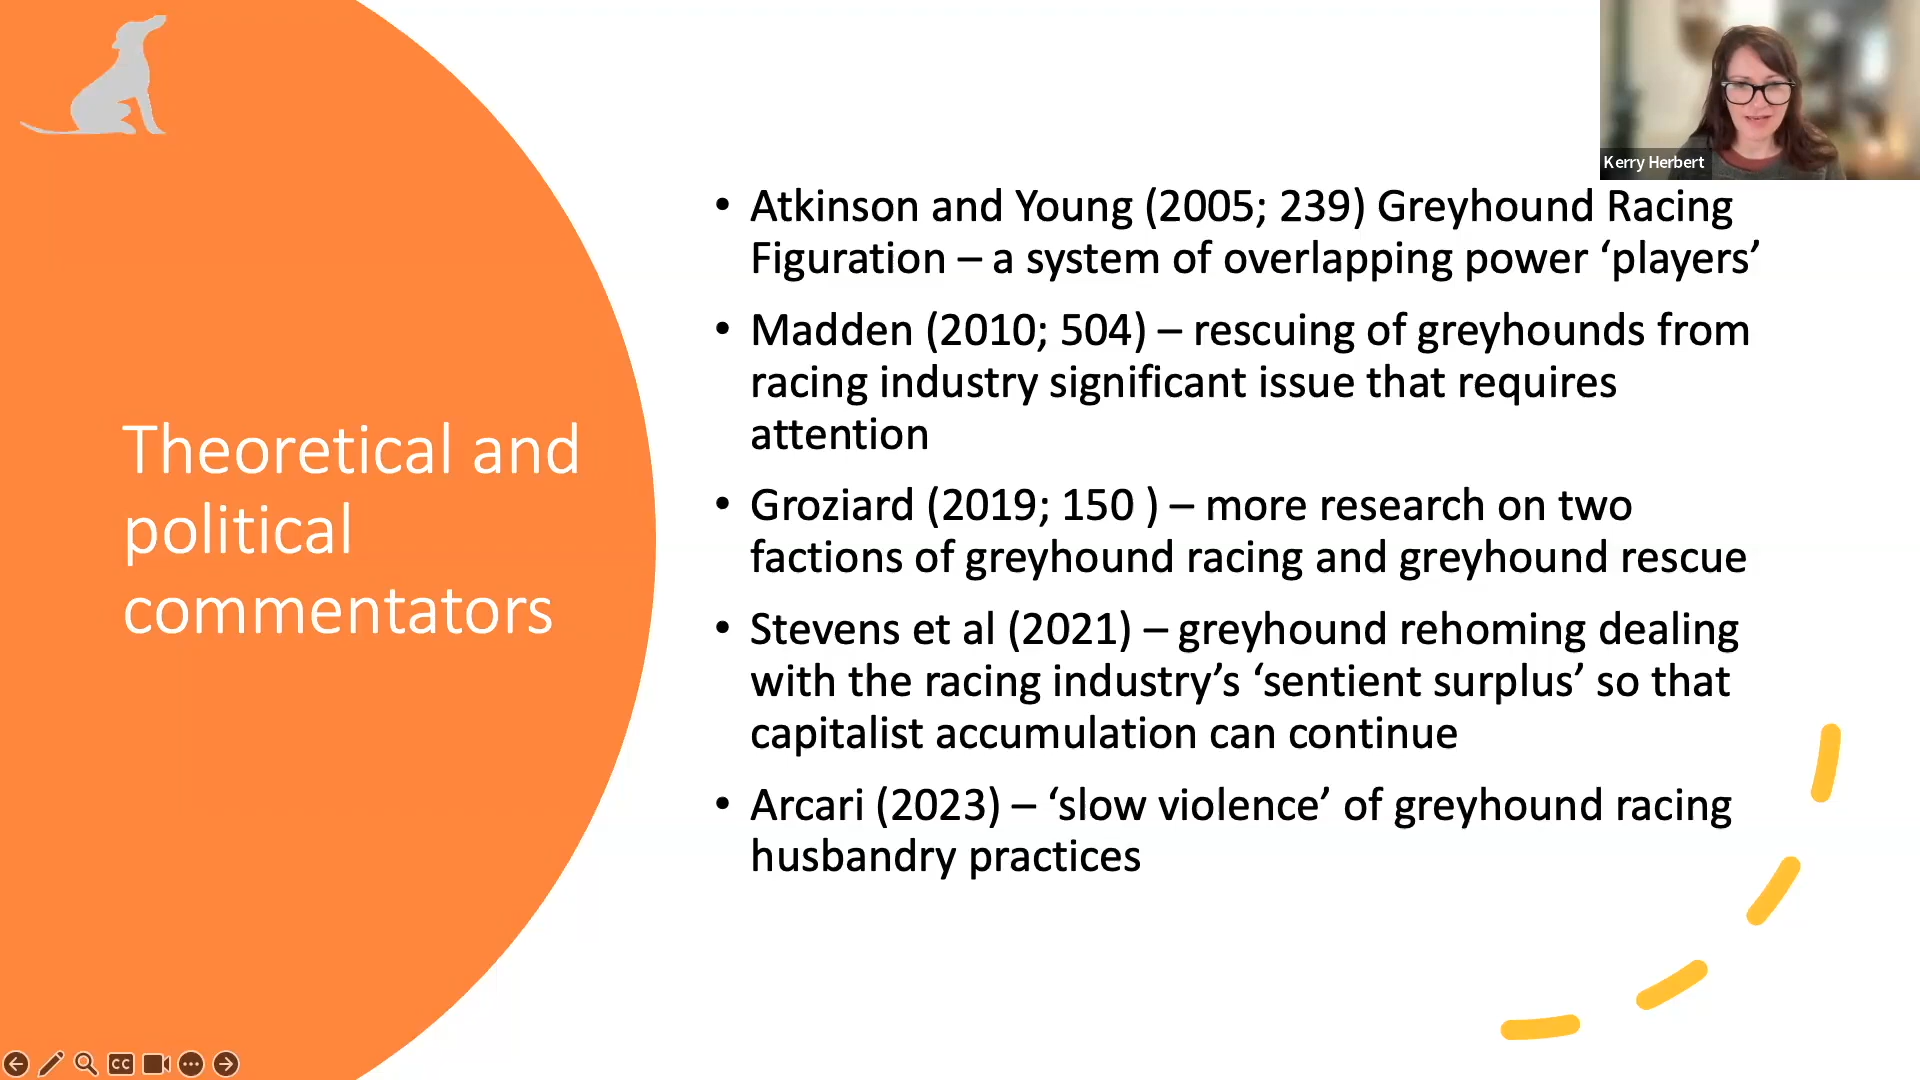 Kerry Herbert
Theoretical and
political
commentators
• Atkinson and Young (2005; 239) Greyhound Racing
Figuration – a system of overlapping power ‘players’
• Madden (2010; 504) – rescuing of greyhounds from
racing industry significant issue that requires
attention
• Groziard (2019; 150 ) – more research on two
factions of greyhound racing and greyhound rescue
• Stevens et al (2021) – greyhound rehoming dealing
with the racing industry’s ‘sentient surplus’ so that
capitalist accumulation can continue
• Arcari (2023) – ‘slow violence’ of greyhound racing
husbandry practices
CC